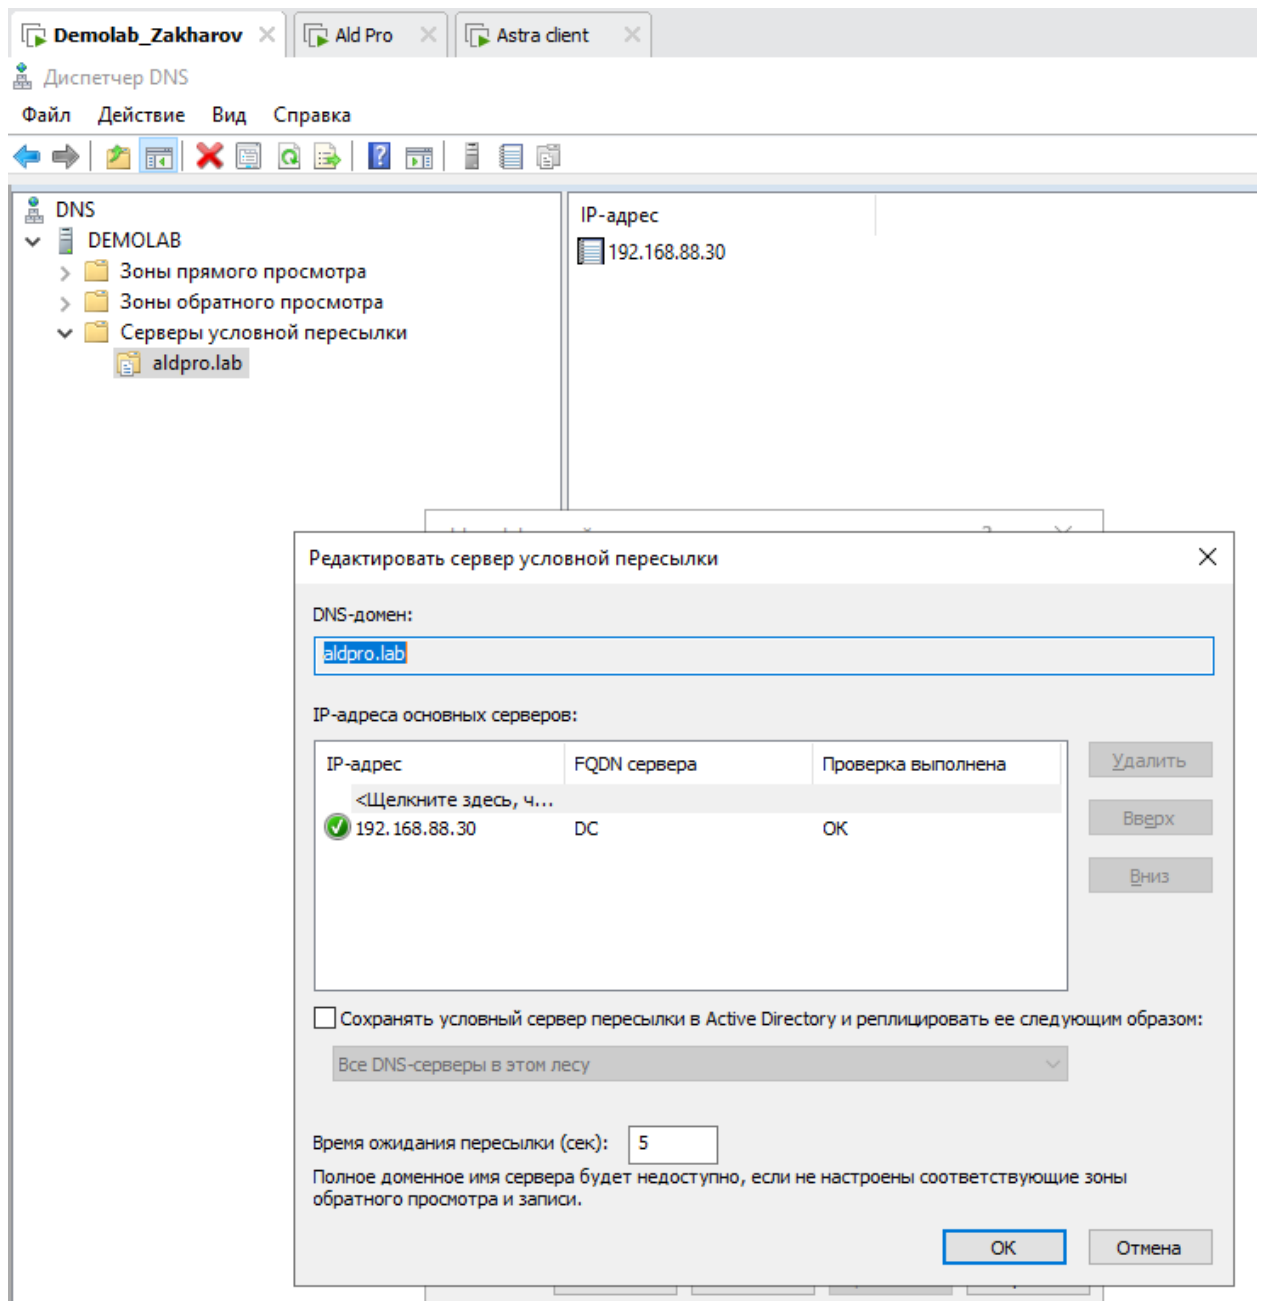 Demolab_Zakharov
Ald Pro
Astra client
Диспетчер DNS
Файл Действие Вид Справка
DNS
DEMOLAB
Зоны прямого просмотра
Зоны обратного просмотра
Серверы условной пересылки
aldpro.lab
IP-адрес
192.168.88.30
Редактировать сервер условной пересылки
DNS-домен:
aldpro.lab
IP-адреса основных серверов:
IP-адрес FQDN сервера Проверка выполнена
<Щелкните здесь, ч...
192.168.88.30 DC OK
Удалить
Вверх
Вниз
Сохранять условный сервер пересылки в Active Directory и реплицировать ее следующим образом:
Все DNS-серверы в этом лесу
Время ожидания пересылки (сек): 5
Полное доменное имя сервера будет недоступно, если не настроены соответствующие зоны
обратного просмотра и записи.
ОК Отмена